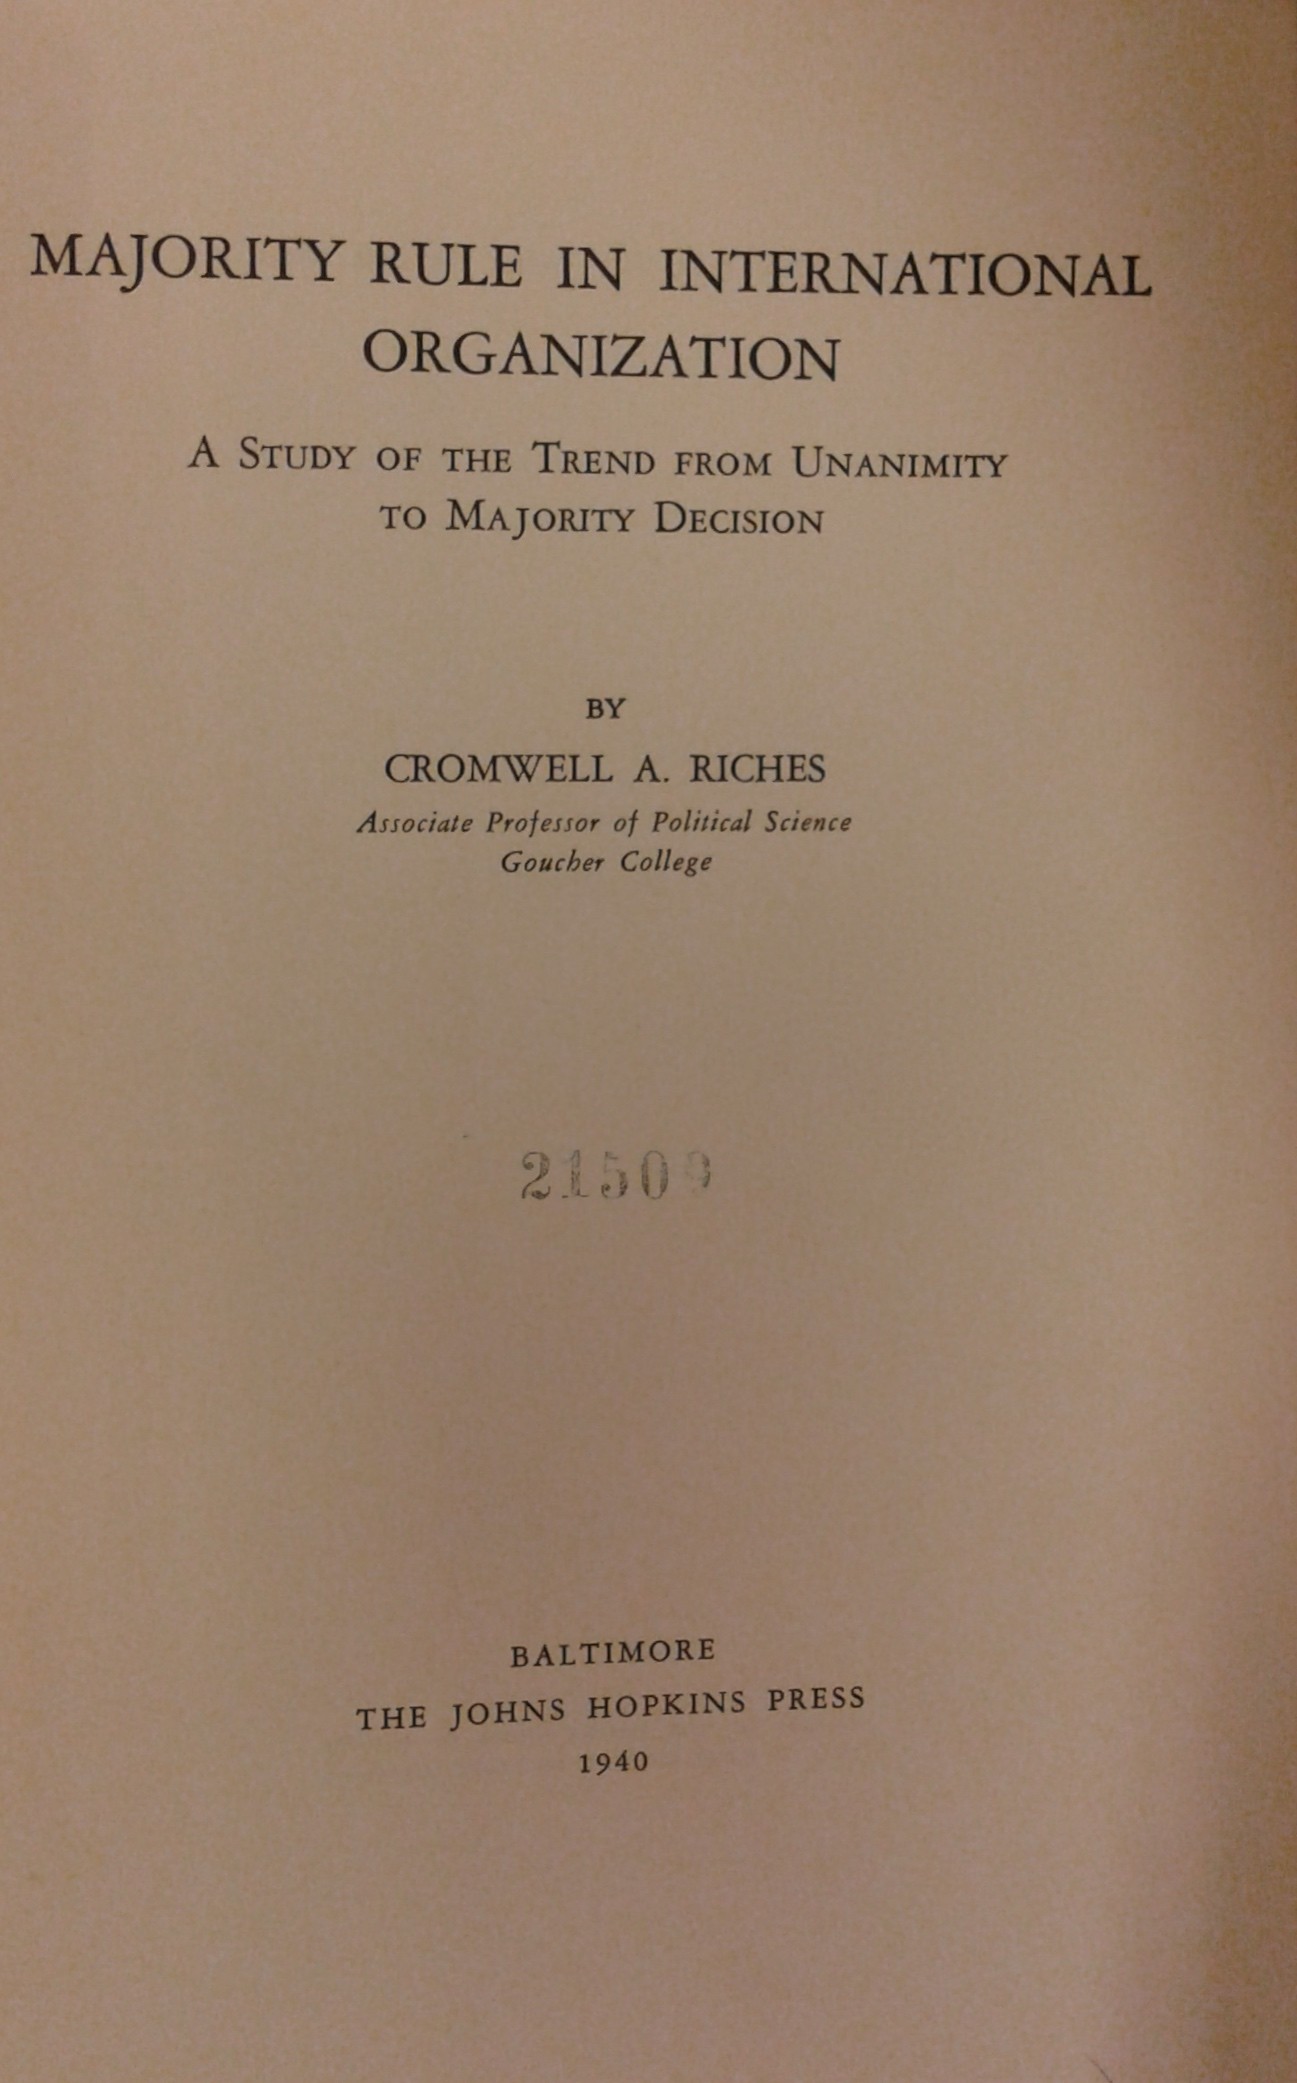 MAJORITY RULE IN INTERNATIONAL
ORGANIZATION
A STUDY OF THE TREND FROM UNANIMITY
TO MAJORITY DECISION
BY
CROMWELL A. RICHES
Associate Professor of Political Science
Goucher College
21509
BALTIMORE
THE JOHNS HOPKINS PRESS
1940